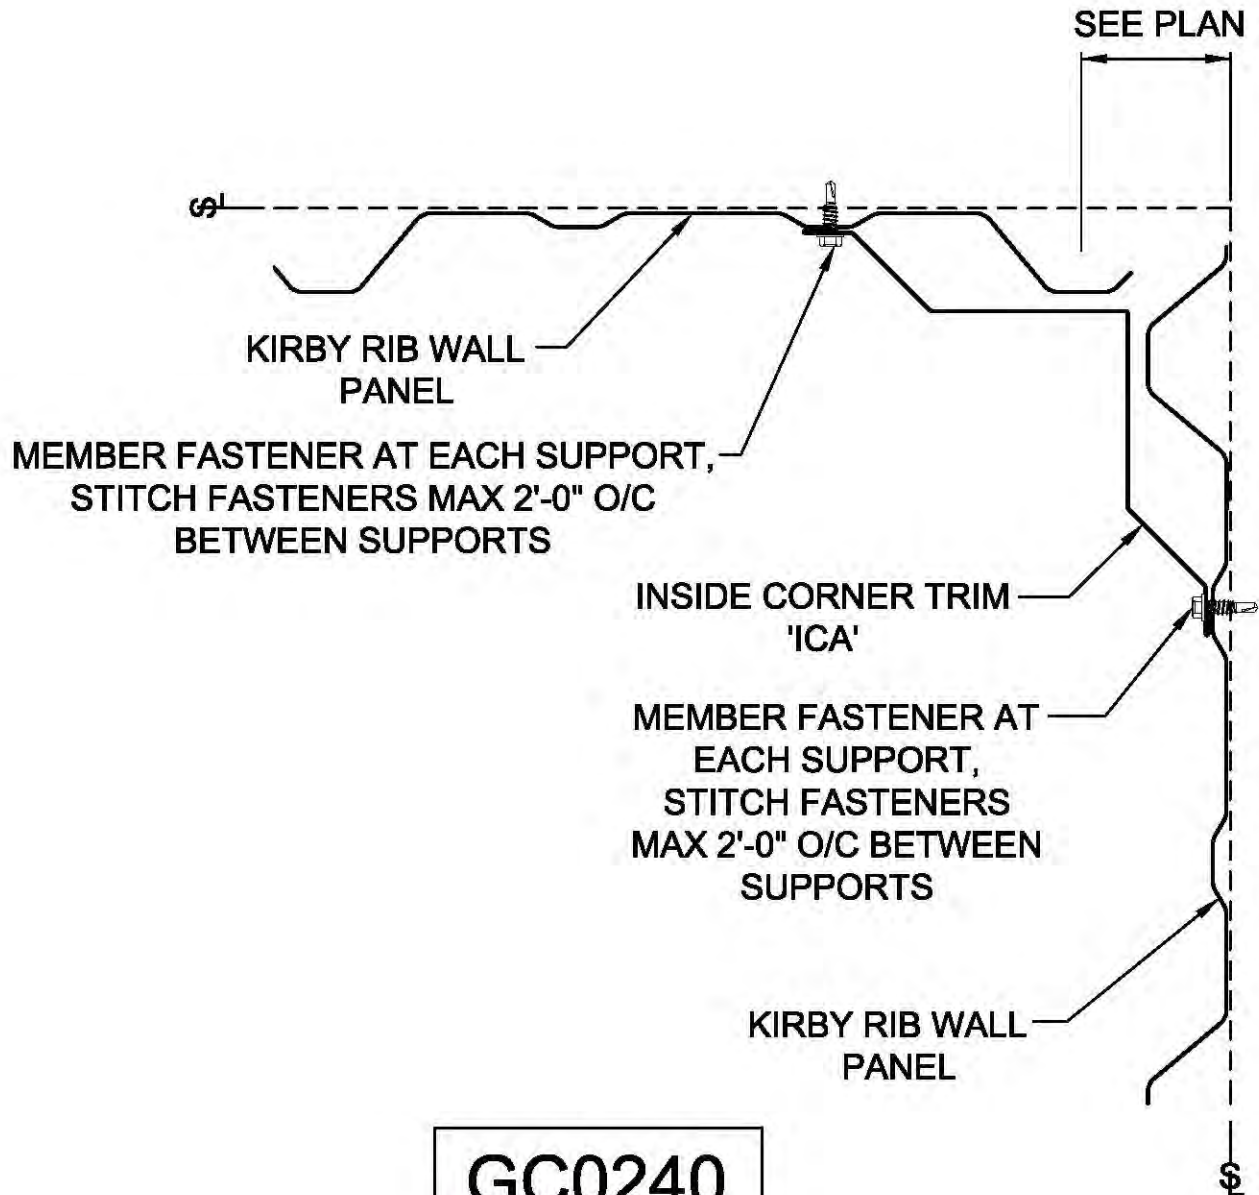 SEE PLAN
S
KIRBY RIB WALL
PANEL
MEMBER FASTENER AT EACH SUPPORT,
STITCH FASTENERS MAX 2'-0" O/C
BETWEEN SUPPORTS
INSIDE CORNER TRIM
'ICA'
MEMBER FASTENER AT
EACH SUPPORT,
STITCH FASTENERS
MAX 2'-0" O/C BETWEEN
SUPPORTS
KIRBY RIB WALL
PANEL
GC0240
S